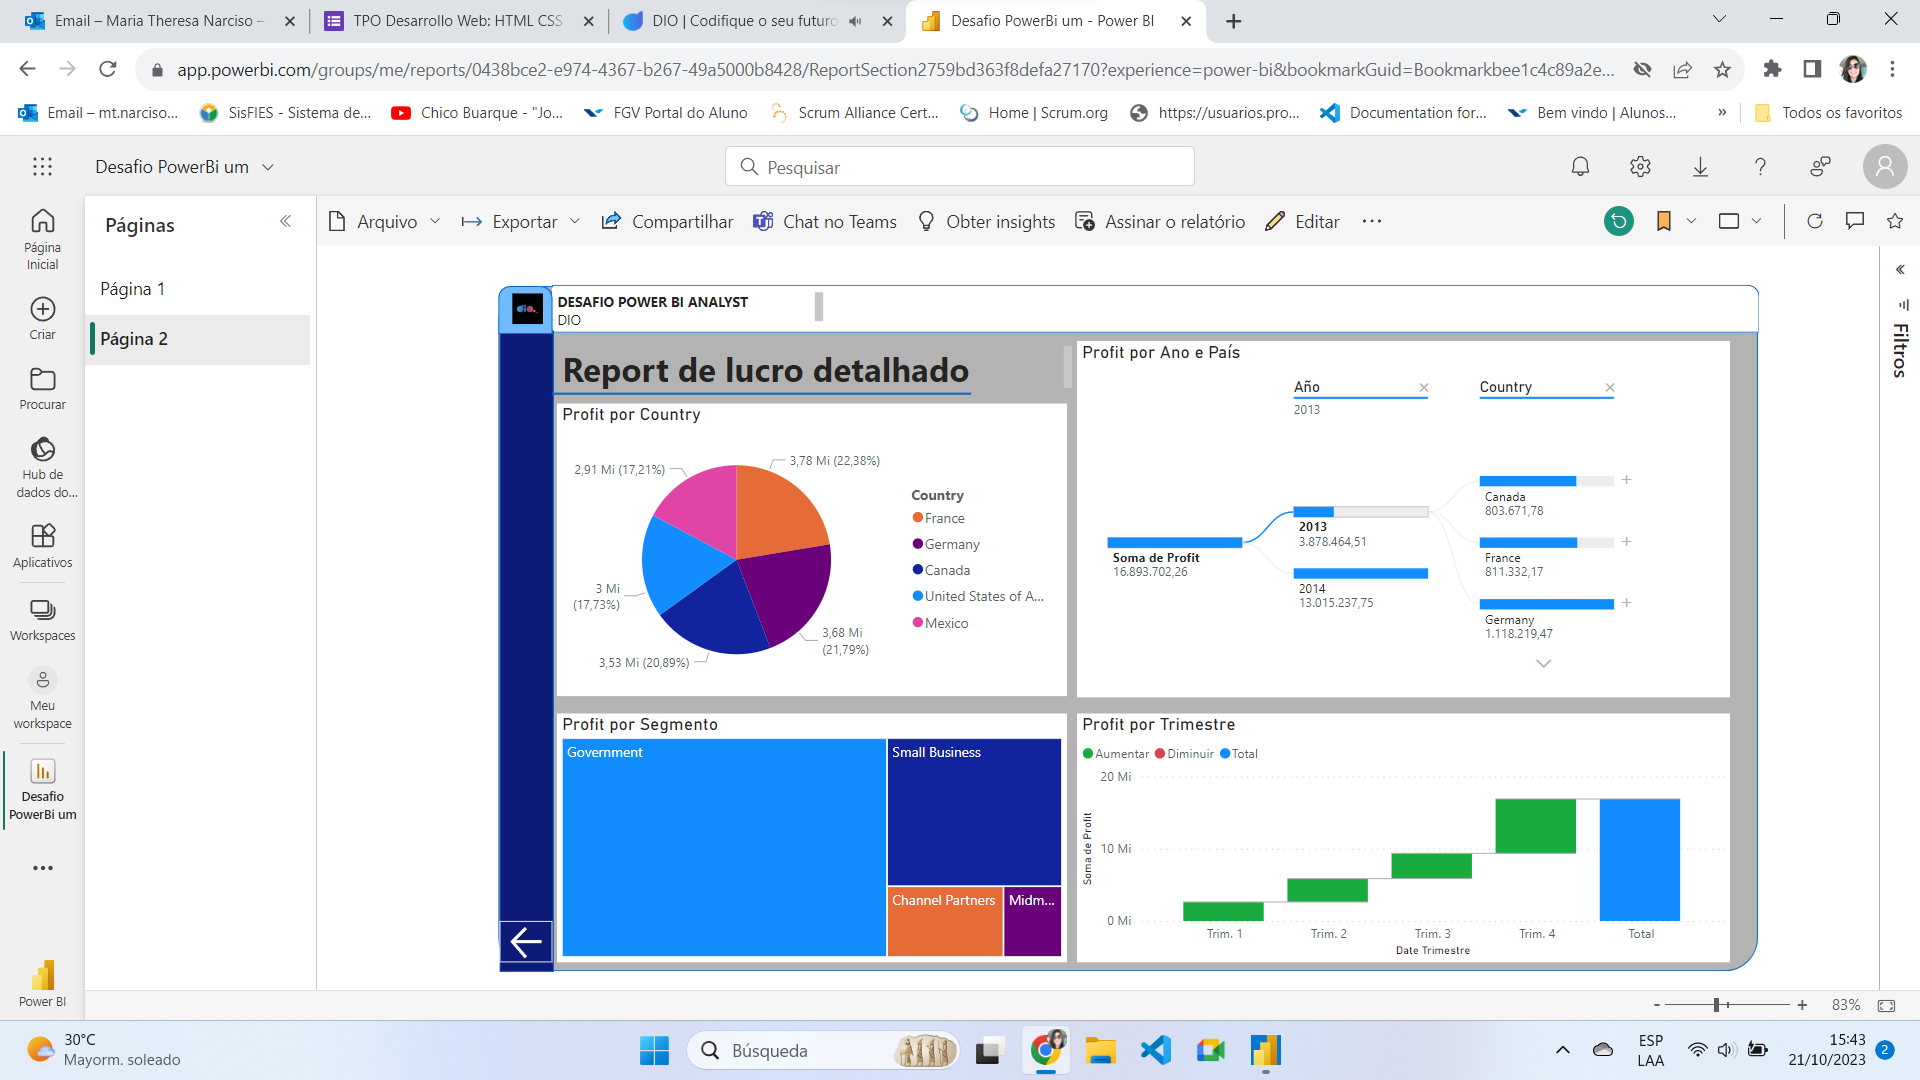 Email – Maria Theresa Narciso –
TPO Desarrollo Web: HTML CSS
DIO | Codifique o seu futuro
Desafio PowerBi um - Power BI
app.powerbi.com/groups/me/reports/0438bce2-e974-4367-b267-49a5000b8428/ReportSection2759bd363f8defa27170?experience=power-bi&bookmarkGuid=Bookmarkbee1c4c89a2e...
Email – mt.narciso...
SisFIES - Sistema de...
Chico Buarque - "Jo...
FGV Portal do Aluno
Scrum Alliance Cert...
Home | Scrum.org
https://usuarios.pro...
Documentation for...
Bem vindo | Alunos...
»
Todos os favoritos
Desafio PowerBi um
Pesquisar
Página Inicial
Criar
Procurar
Hub de dados do...
Aplicativos
Workspaces
Meu workspace
Desafio PowerBi um
Power BI
Páginas
Página 1
Página 2
Arquivo
Exportar
Compartilhar
Chat no Teams
Obter insights
Assinar o relatório
Editar
Filtros
dio.
DESAFIO POWER BI ANALYST
DIO
Report de lucro detalhado
Profit por Country
2,91 Mi (17,21%)
3,78 Mi (22,38%)
3 Mi
(17,73%)
3,68 Mi
(21,79%)
3,53 Mi (20,89%)
Country
France
Germany
Canada
United States of A...
Mexico
Profit por Ano e País
Año
2013
Country
Soma de Profit
16.893.702,26
2013
3.878.464,51
2014
13.015.237,75
Canada
803.671,78
France
811.332,17
Germany
1.118.219,47
Profit por Segmento
Government
Small Business
Channel Partners
Midm...
Profit por Trimestre
Aumentar
Diminuir
Total
20 Mi
10 Mi
0 Mi
Soma de Profit
Trim. 1
Trim. 2
Trim. 3
Trim. 4
Total
Date Trimestre
- + 83%
30°C
Mayorm. soleado
Búsqueda
ESP
LAA
15:43
21/10/2023
2